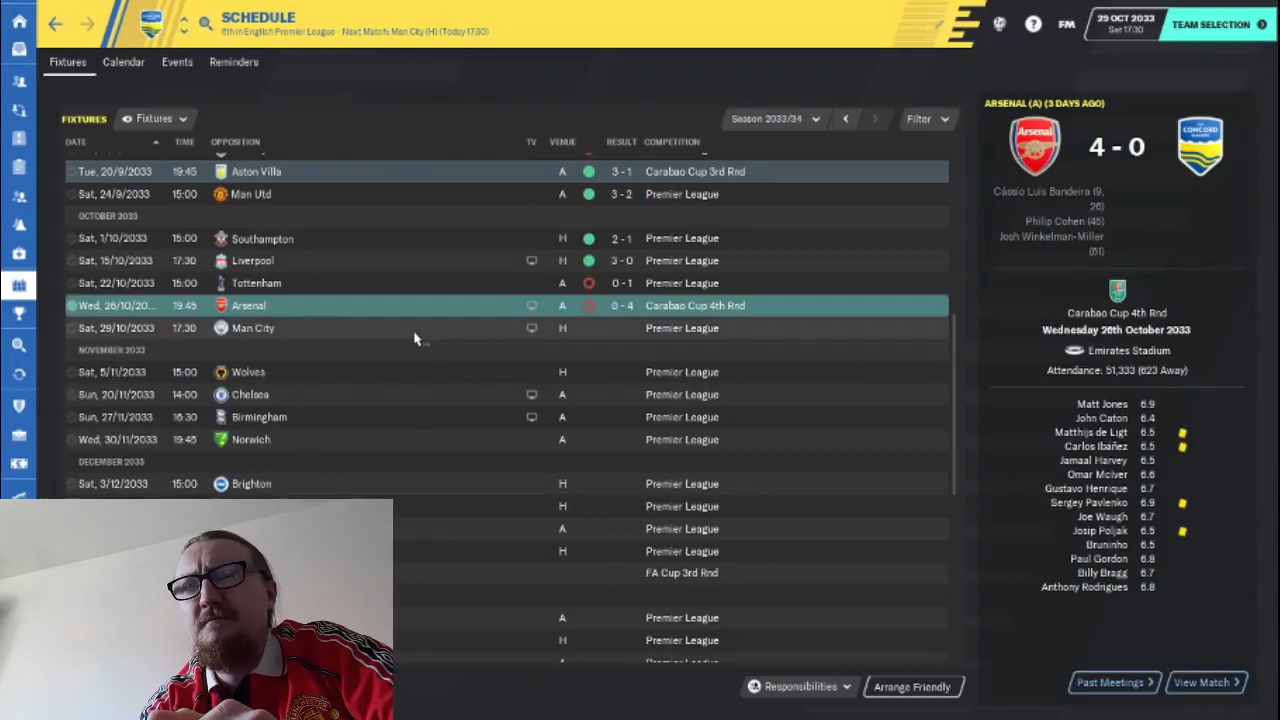 SCHEDULE
6th in English Premier League - Next Match: Man City (H) (Today 17:30)
FM
29 OCT 2033
Sat 17:30
TEAM SELECTION
Fixtures
Calendar
Events
Reminders
FIXTURES
Fixtures
Season 2033/34
Filter
DATE TIME OPPOSITION TV VENUE RESULT COMPETITION
Tue, 20/9/2033 19:45 Aston Villa A 3 - 1 Carabao Cup 3rd Rnd
Sat, 24/9/2033 15:00 Man Utd A 3 - 2 Premier League
OCTOBER 2033
Sat, 1/10/2033 15:00 Southampton H 2 - 1 Premier League
Sat, 15/10/2033 17:30 Liverpool H 3 - 0 Premier League
Sat, 22/10/2033 15:00 Tottenham A 0 - 1 Premier League
Wed, 26/10/20... 19:45 Arsenal A 0 - 4 Carabao Cup 4th Rnd
Sat, 29/10/2033 17:30 Man City H Premier League
NOVEMBER 2033
Sat, 5/11/2033 15:00 Wolves H Premier League
Sun, 20/11/2033 14:00 Chelsea A Premier League
Sun, 27/11/2033 16:30 Birmingham A Premier League
Wed, 30/11/2033 19:45 Norwich A Premier League
DECEMBER 2033
Sat, 3/12/2033 15:00 Brighton H Premier League
H Premier League
A Premier League
H Premier League
FA Cup 3rd Rnd
A Premier League
H Premier League
Responsibilities
Arrange Friendly
ARSENAL (A) (3 DAYS AGO)
Arsenal
4 - 0
CONCORD
Cássio Luís Bandeira (9,
26)
Philip Cohen (45)
Josh Winkelman-Miller
(61)
Carabao Cup 4th Rnd
Wednesday 26th October 2033
Emirates Stadium
Attendance: 51,333 (623 Away)
Matt Jones 6.9
John Caton 6.4
Matthijs de Ligt 6.5
Carlos Ibáñez 6.5
Jamaal Harvey 6.5
Omar McIver 6.6
Gustavo Henrique 6.7
Sergey Pavlenko 6.9
Joe Waugh 6.7
Josip Poljak 6.5
Bruninho 6.5
Paul Gordon 6.8
Billy Bragg 6.7
Anthony Rodrigues 6.8
Past Meetings
View Match